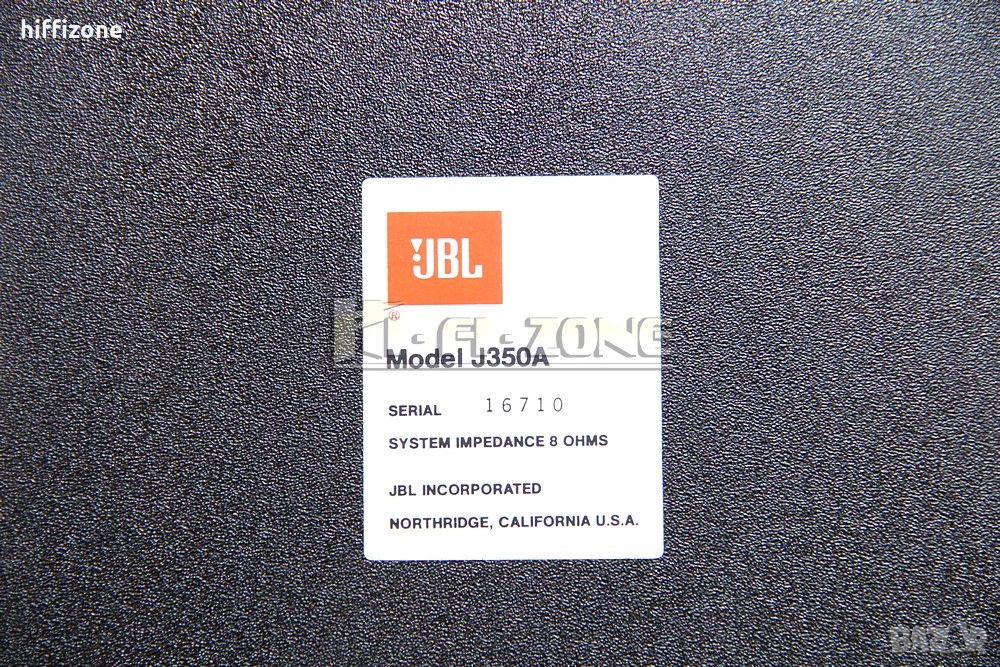 hiffizone
JBL
®
HI-FI-ZONE
Model J350A
SERIAL 16710
SYSTEM IMPEDANCE 8 OHMS
JBL INCORPORATED
NORTHRIDGE, CALIFORNIA U.S.A.